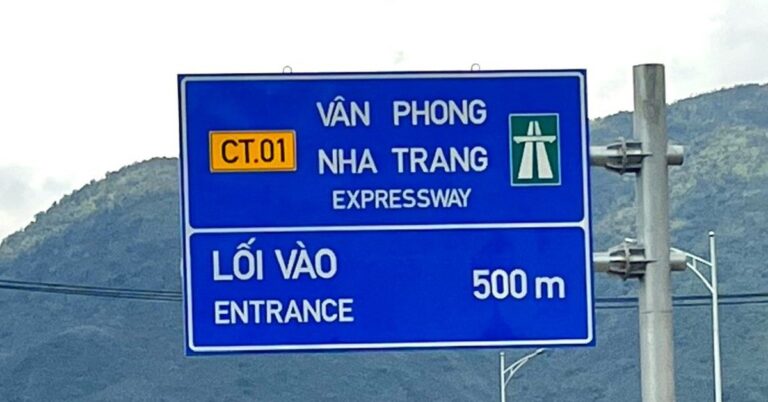 CT.01
VÂN PHONG
NHA TRANG
EXPRESSWAY
LỐI VÀO
ENTRANCE
500 m